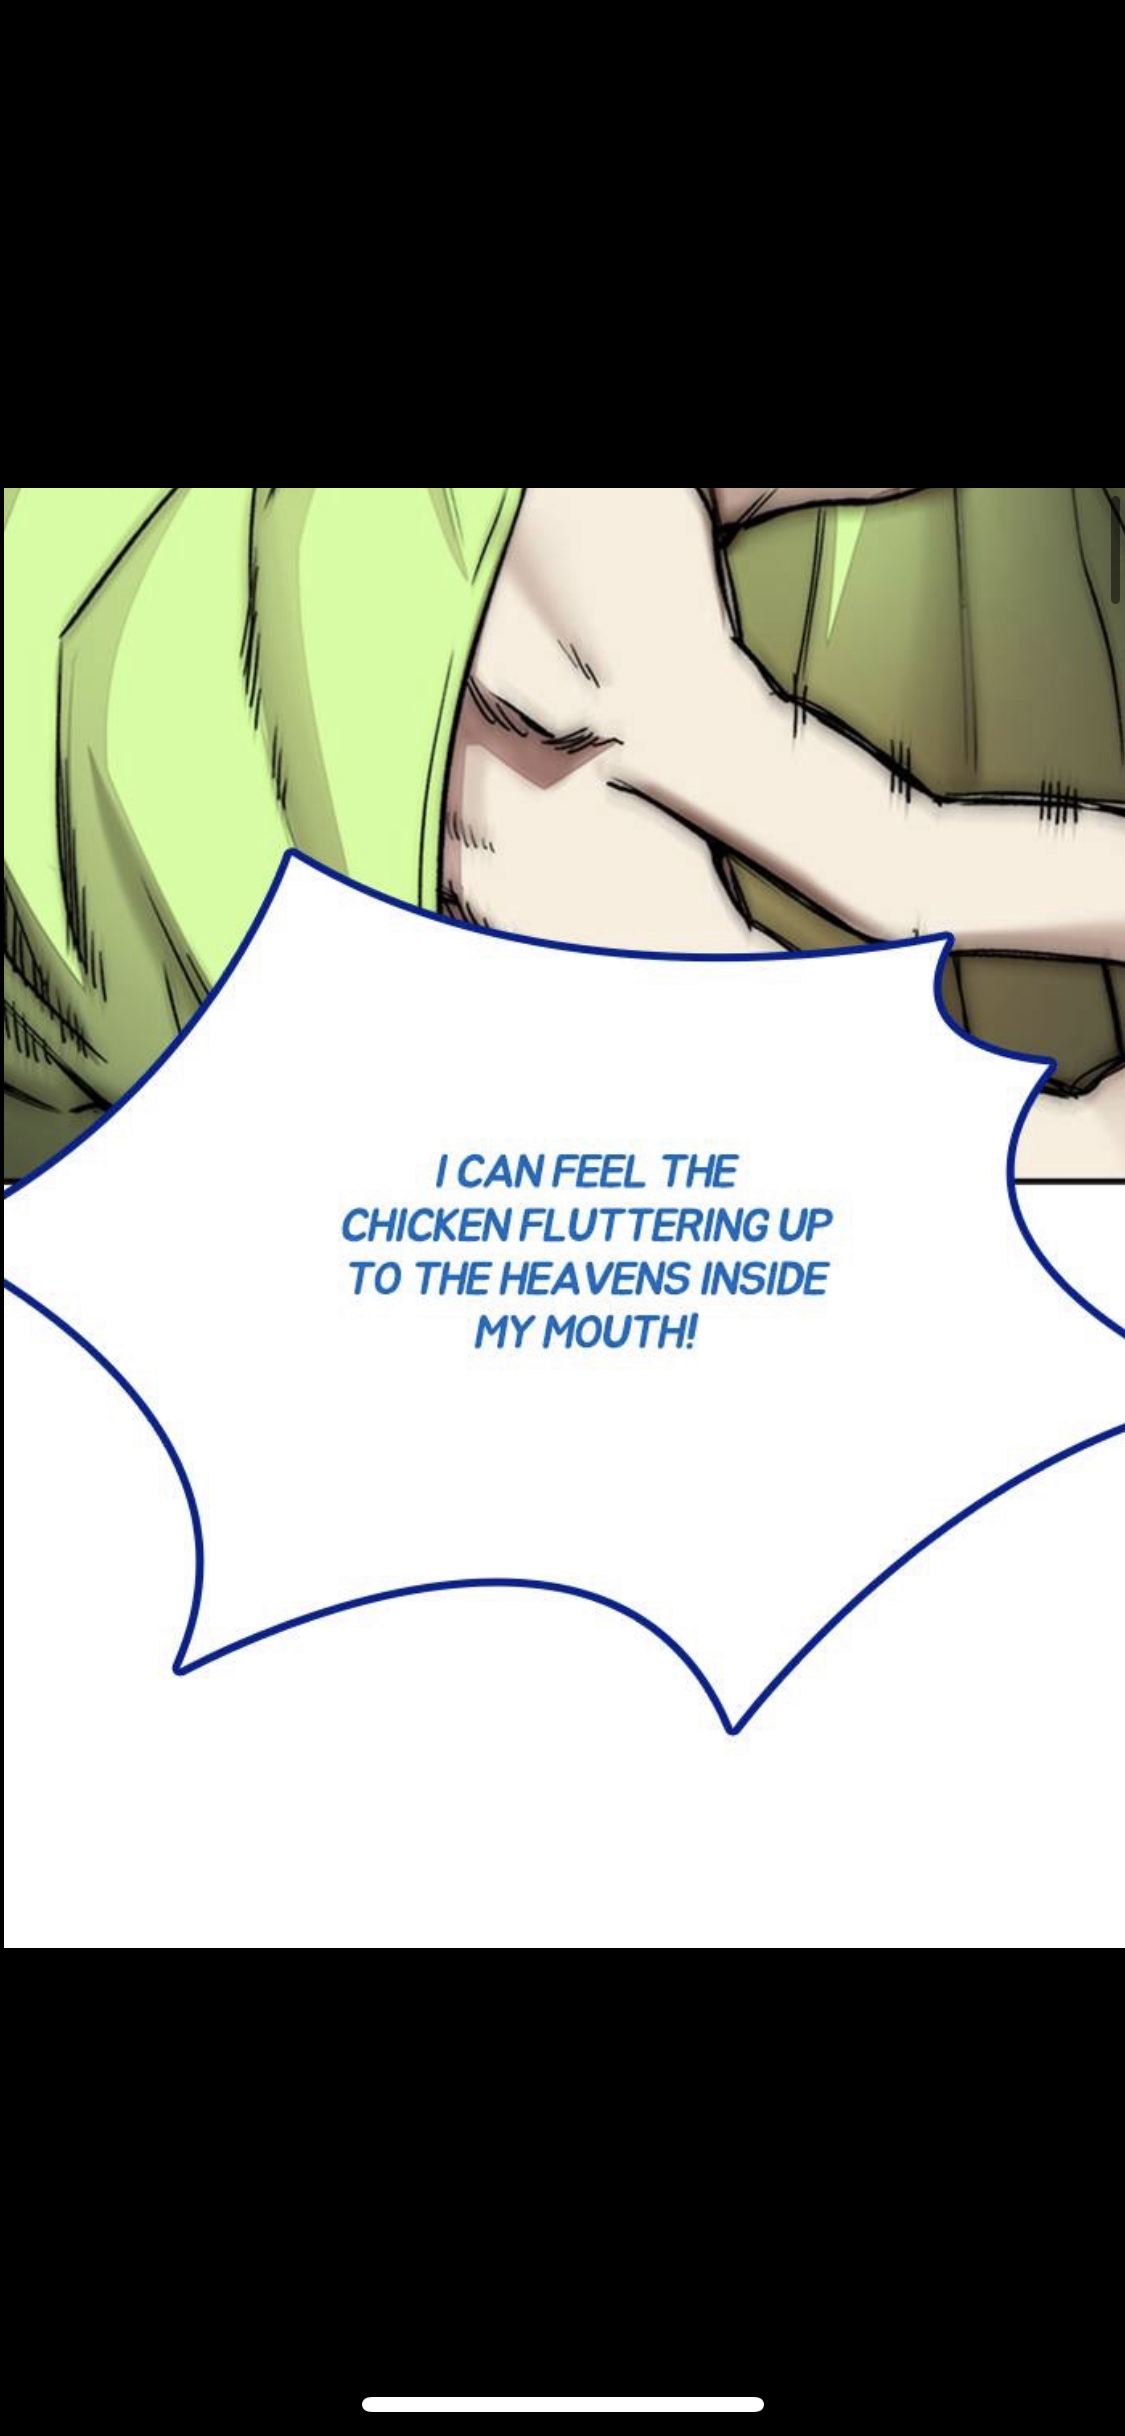 I CAN FEEL THE
CHICKEN FLUTTERING UP
TO THE HEAVENS INSIDE
MY MOUTH!